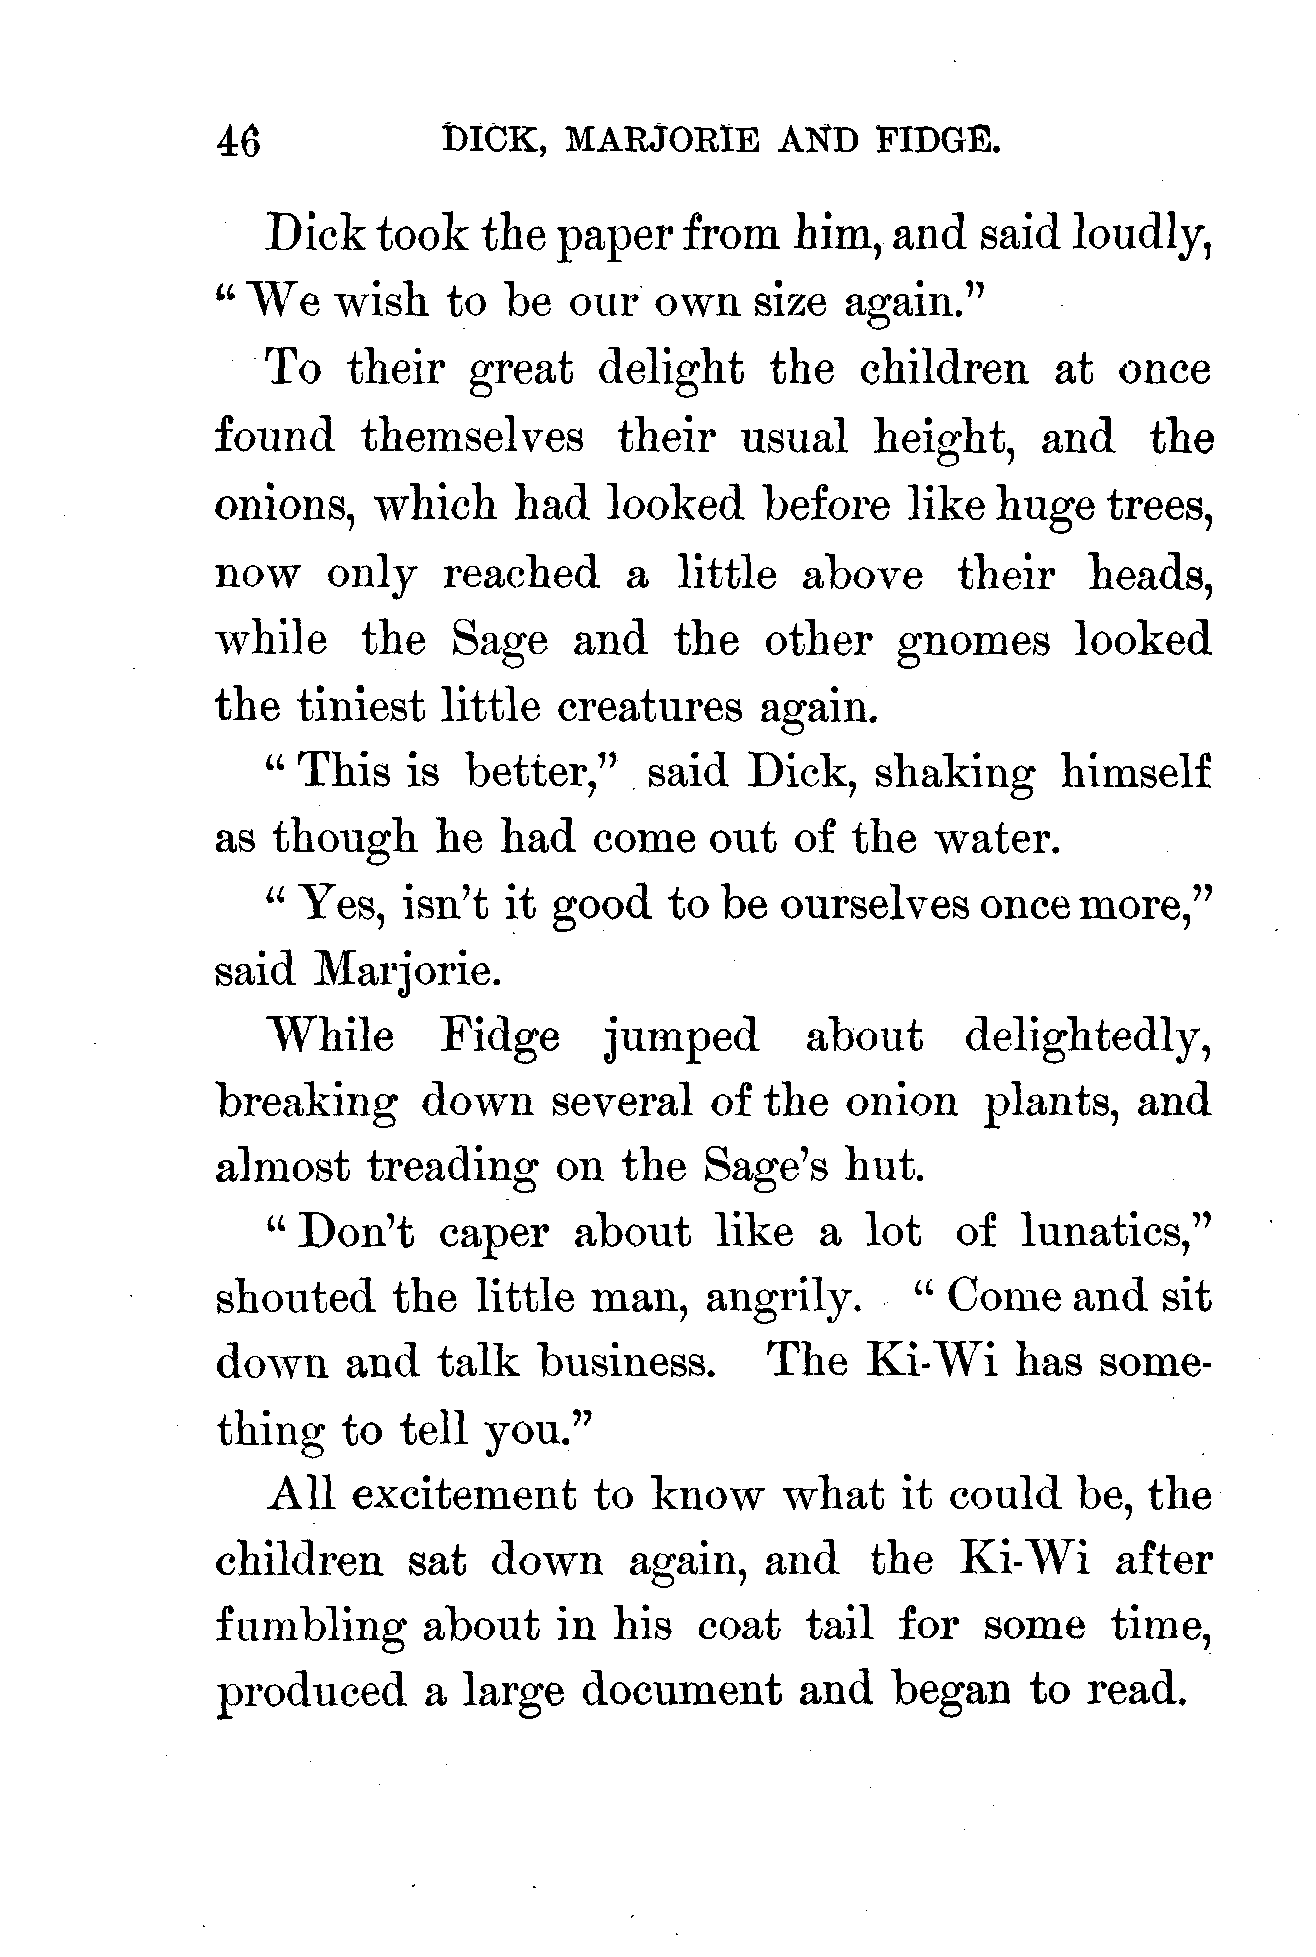 46 DICK, MARJORIE AND FIDGE.
Dick took the paper from him, and said loudly,
“We wish to be our own size again.”
To their great delight the children at once
found themselves their usual height, and the
onions, which had looked before like huge trees,
now only reached a little above their heads,
while the Sage and the other gnomes looked
the tiniest little creatures again.
“This is better,” said Dick, shaking himself
as though he had come out of the water.
“Yes, isn’t it good to be ourselves once more,”
said Marjorie.
While Fidge jumped about delightedly,
breaking down several of the onion plants, and
almost treading on the Sage’s hut.
“Don’t caper about like a lot of lunatics,”
shouted the little man, angrily. “Come and sit
down and talk business. The Ki-Wi has some-
thing to tell you.”
All excitement to know what it could be, the
children sat down again, and the Ki-Wi after
fumbling about in his coat tail for some time,
produced a large document and began to read.